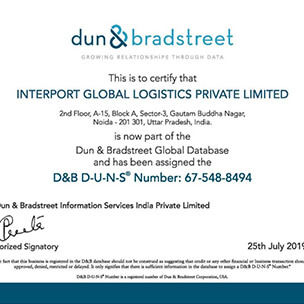 dun & bradstreet
GROWING RELATIONSHIPS THROUGH DATA
This is to certify that
INTERPORT GLOBAL LOGISTICS PRIVATE LIMITED
2nd Floor, A-15, Block A, Sector-3, Gautam Buddha Nagar,
Noida - 201 301, Uttar Pradesh, India.
is now part of the
Dun & Bradstreet Global Database
and has been assigned the
D&B D-U-N-S® Number: 67-548-8494
Dun & Bradstreet Information Services India Private Limited
orized Signatory
25th July 2019
fact that this business is registered in the D&B database should not be construed as suggesting that credit or any other financial or business transaction should
approved, denied, restricted or delayed. It only signifies that there is sufficient information in the database to assign a D&B D-U-N-S® Number.
D&B D-U-N-S® Number is a registered number of Dun & Bradstreet Corporation, USA.